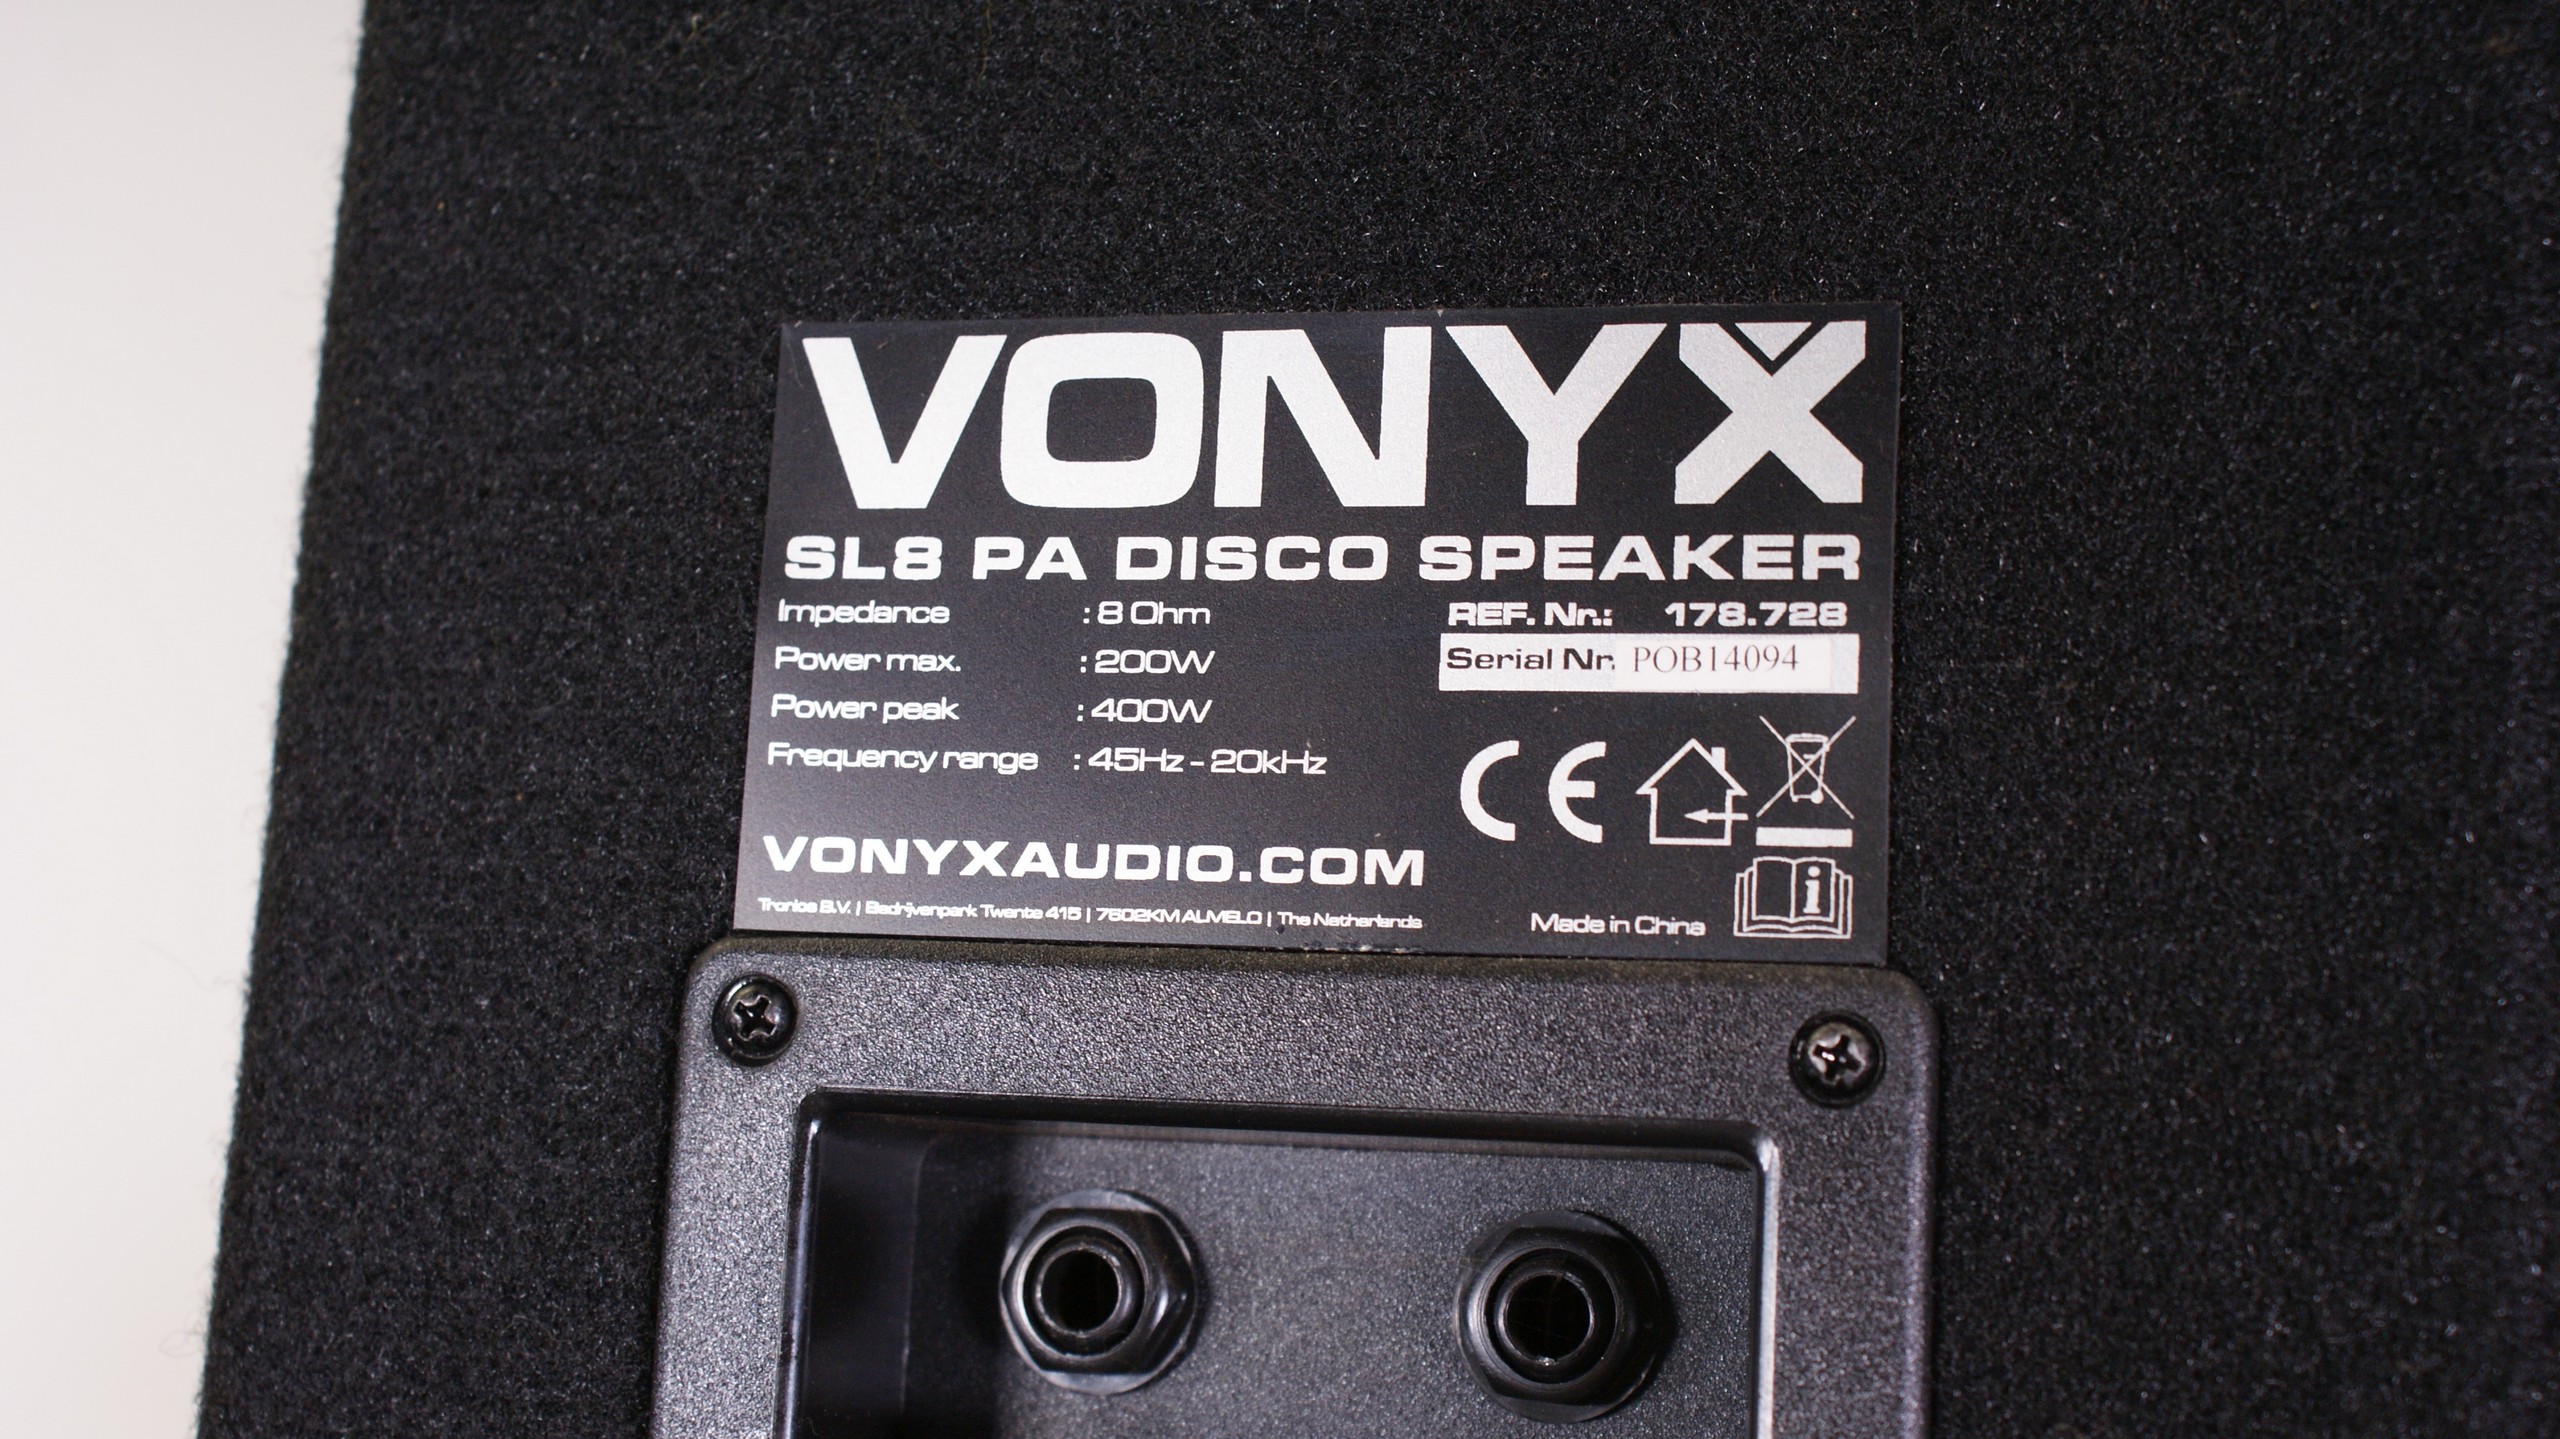 VONYX
SL8 PA DISCO SPEAKER
Impedance : 8 Ohm
Power max. : 200W
Power peak : 400W
Frequency range : 45Hz - 20kHz
REF. Nr.: 178.728
Serial Nr. POB14094
CE
VONYXAUDIO.COM
Tronios B.V. | Bedrijvenpark Twente 415 | 7602KM ALMELO | The Netherlands
Made in China
i